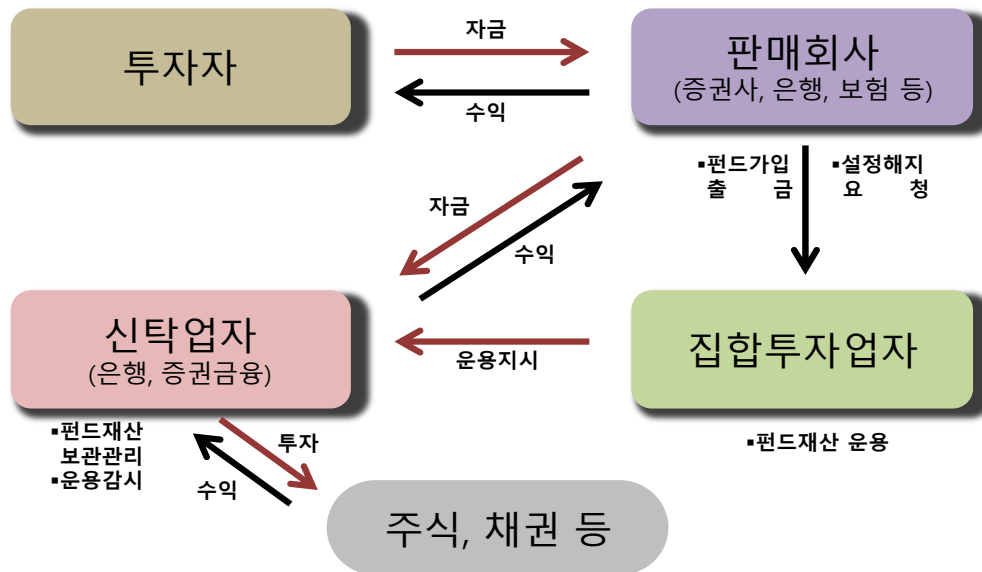 투자자
자금
수익
판매회사
(증권사, 은행, 보험 등)
▪펀드가입
출 금
▪설정해지
요 청
자금
수익
신탁업자
(은행, 증권금융)
운용지시
집합투자업자
▪펀드재산
보관관리
▪운용감시
투자
수익
▪펀드재산 운용
주식, 채권 등